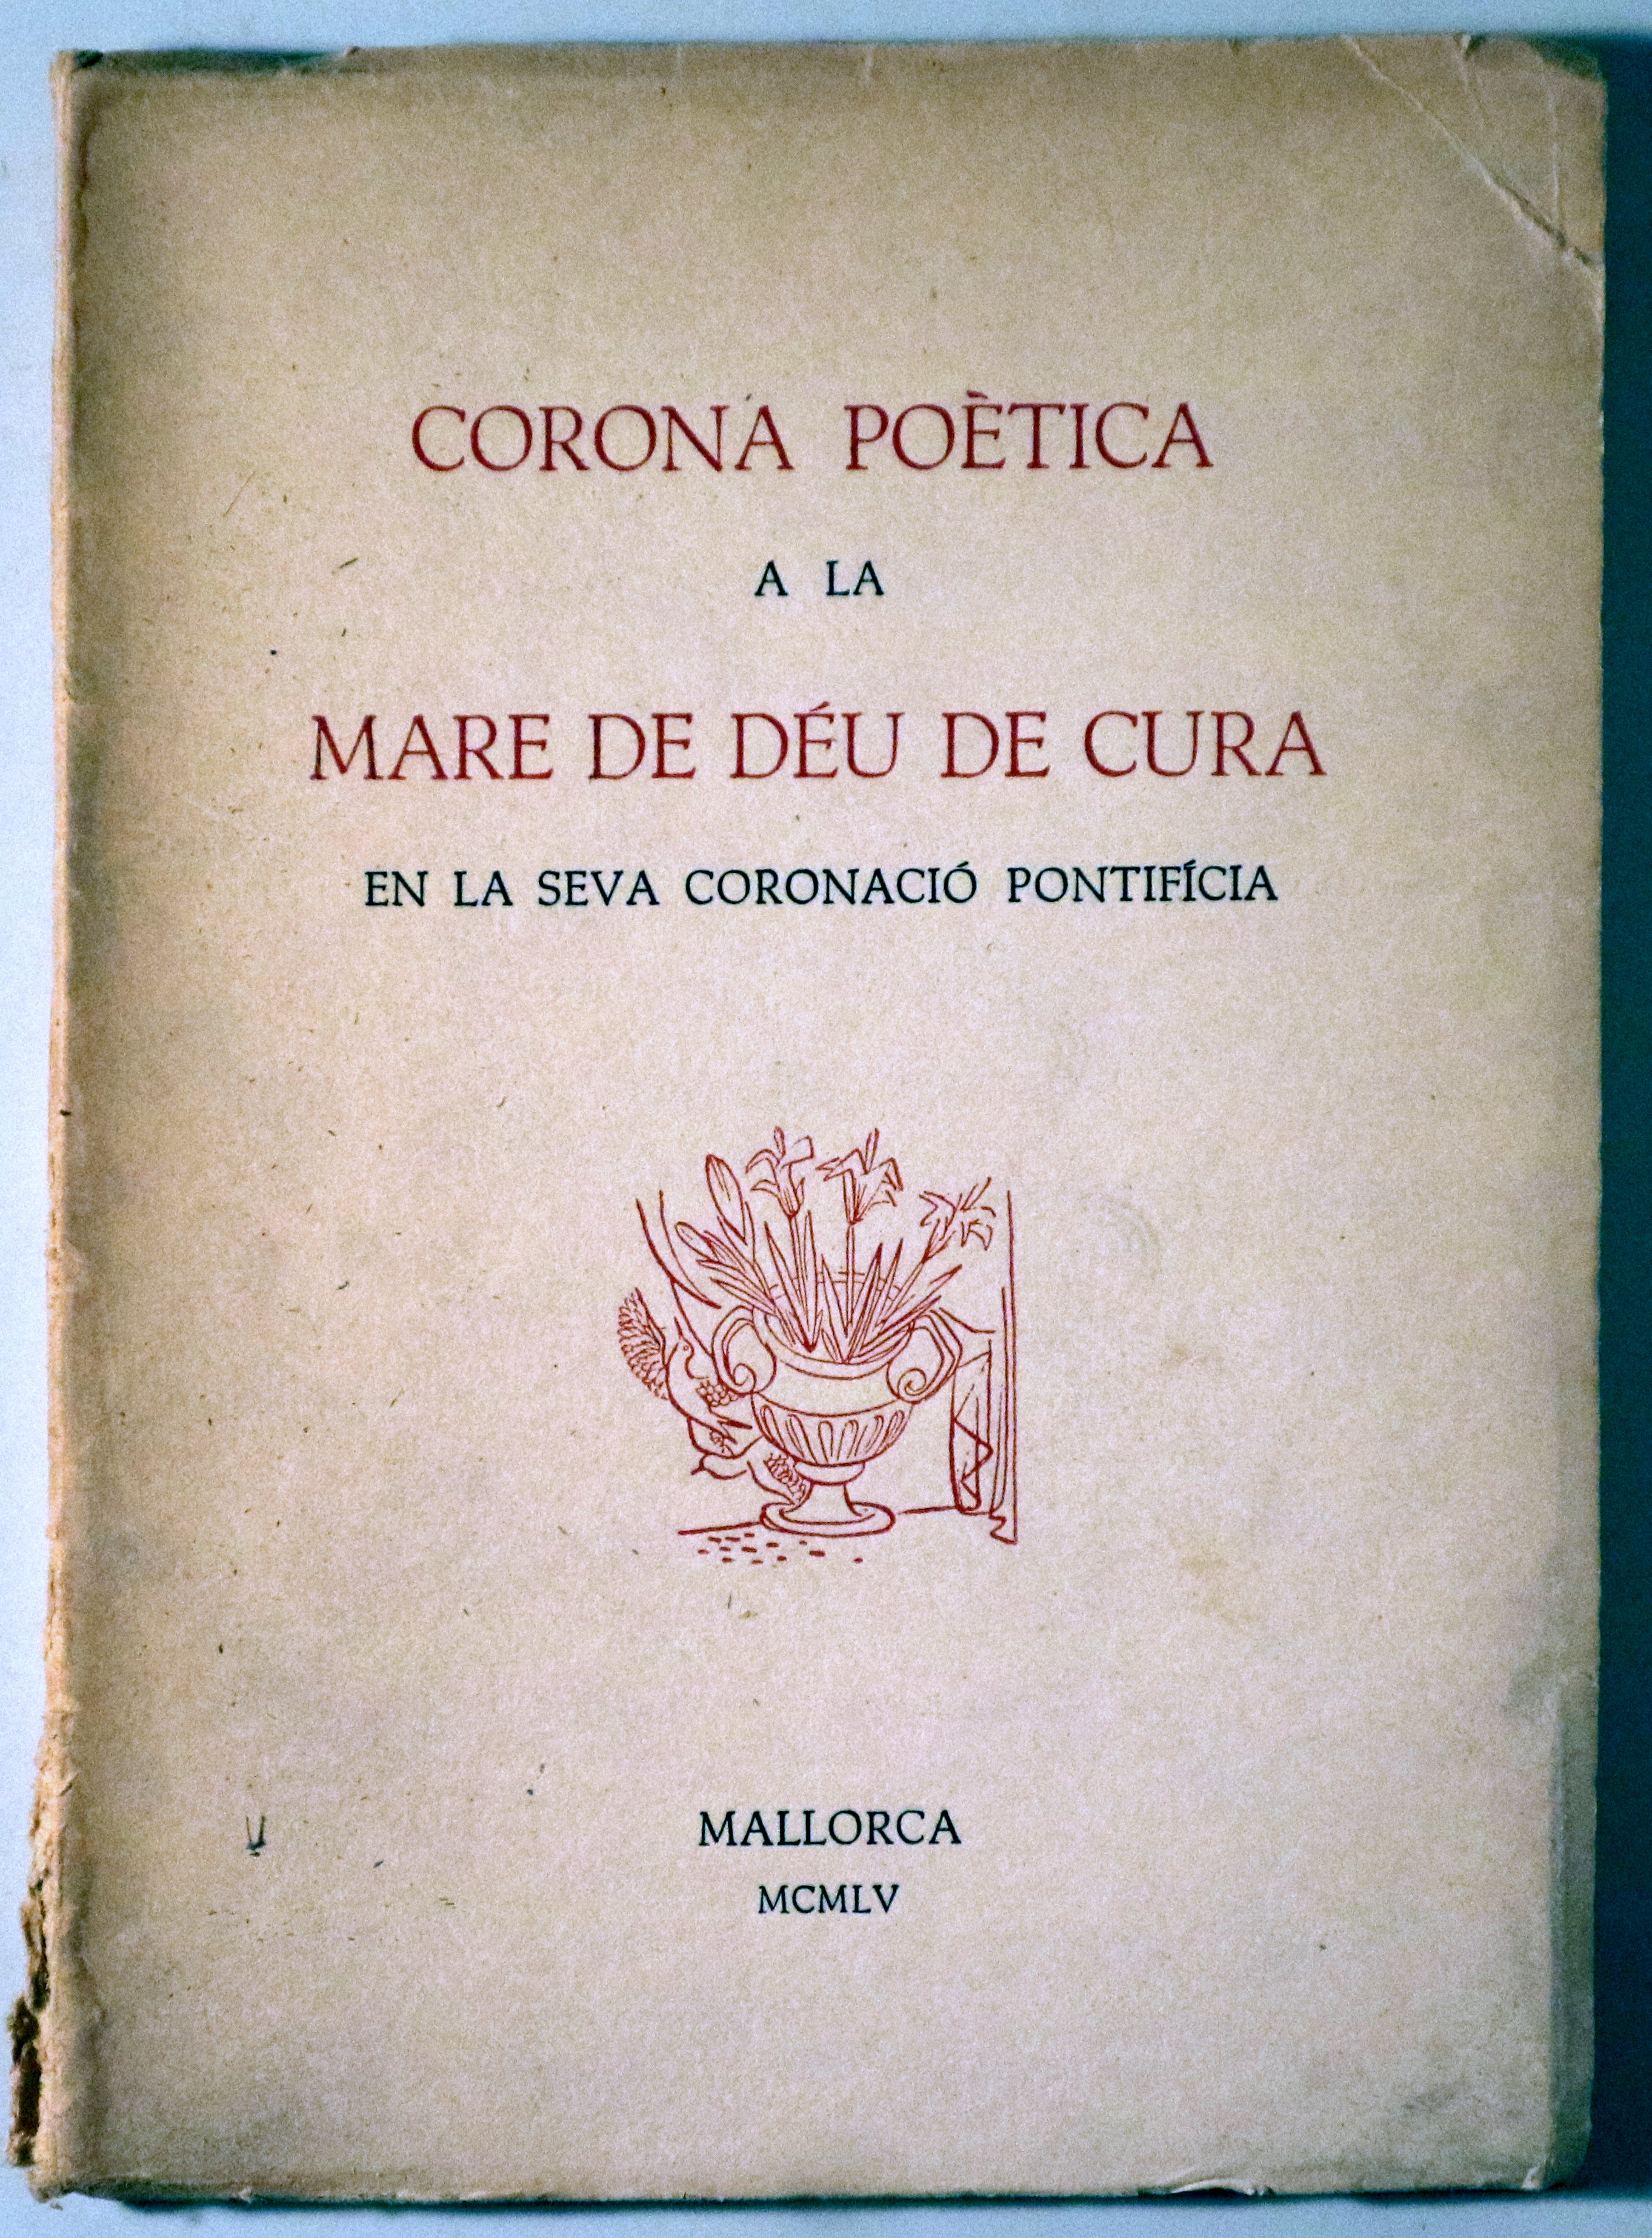 CORONA POÈTICA
A LA
MARE DE DÉU DE CURA
EN LA SEVA CORONACIÓ PONTIFÍCIA
MALLORCA
MCMLV